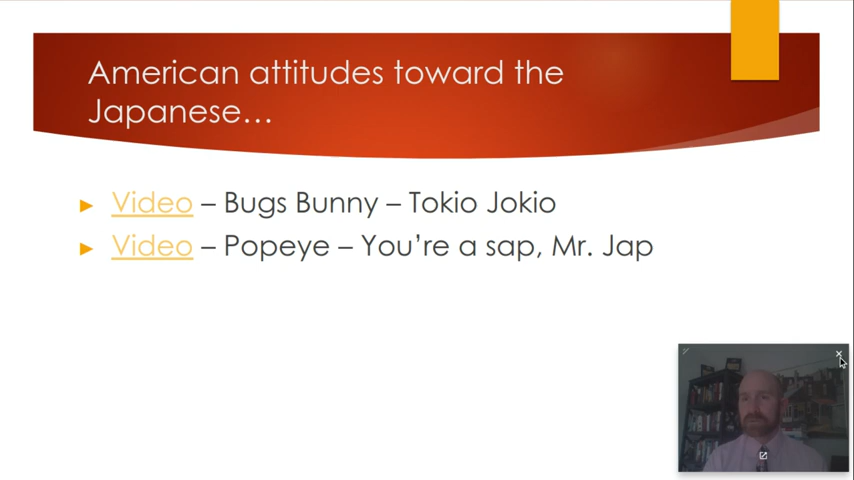 American attitudes toward the
Japanese…
Video – Bugs Bunny – Tokio Jokio
Video – Popeye – You're a sap, Mr. Jap